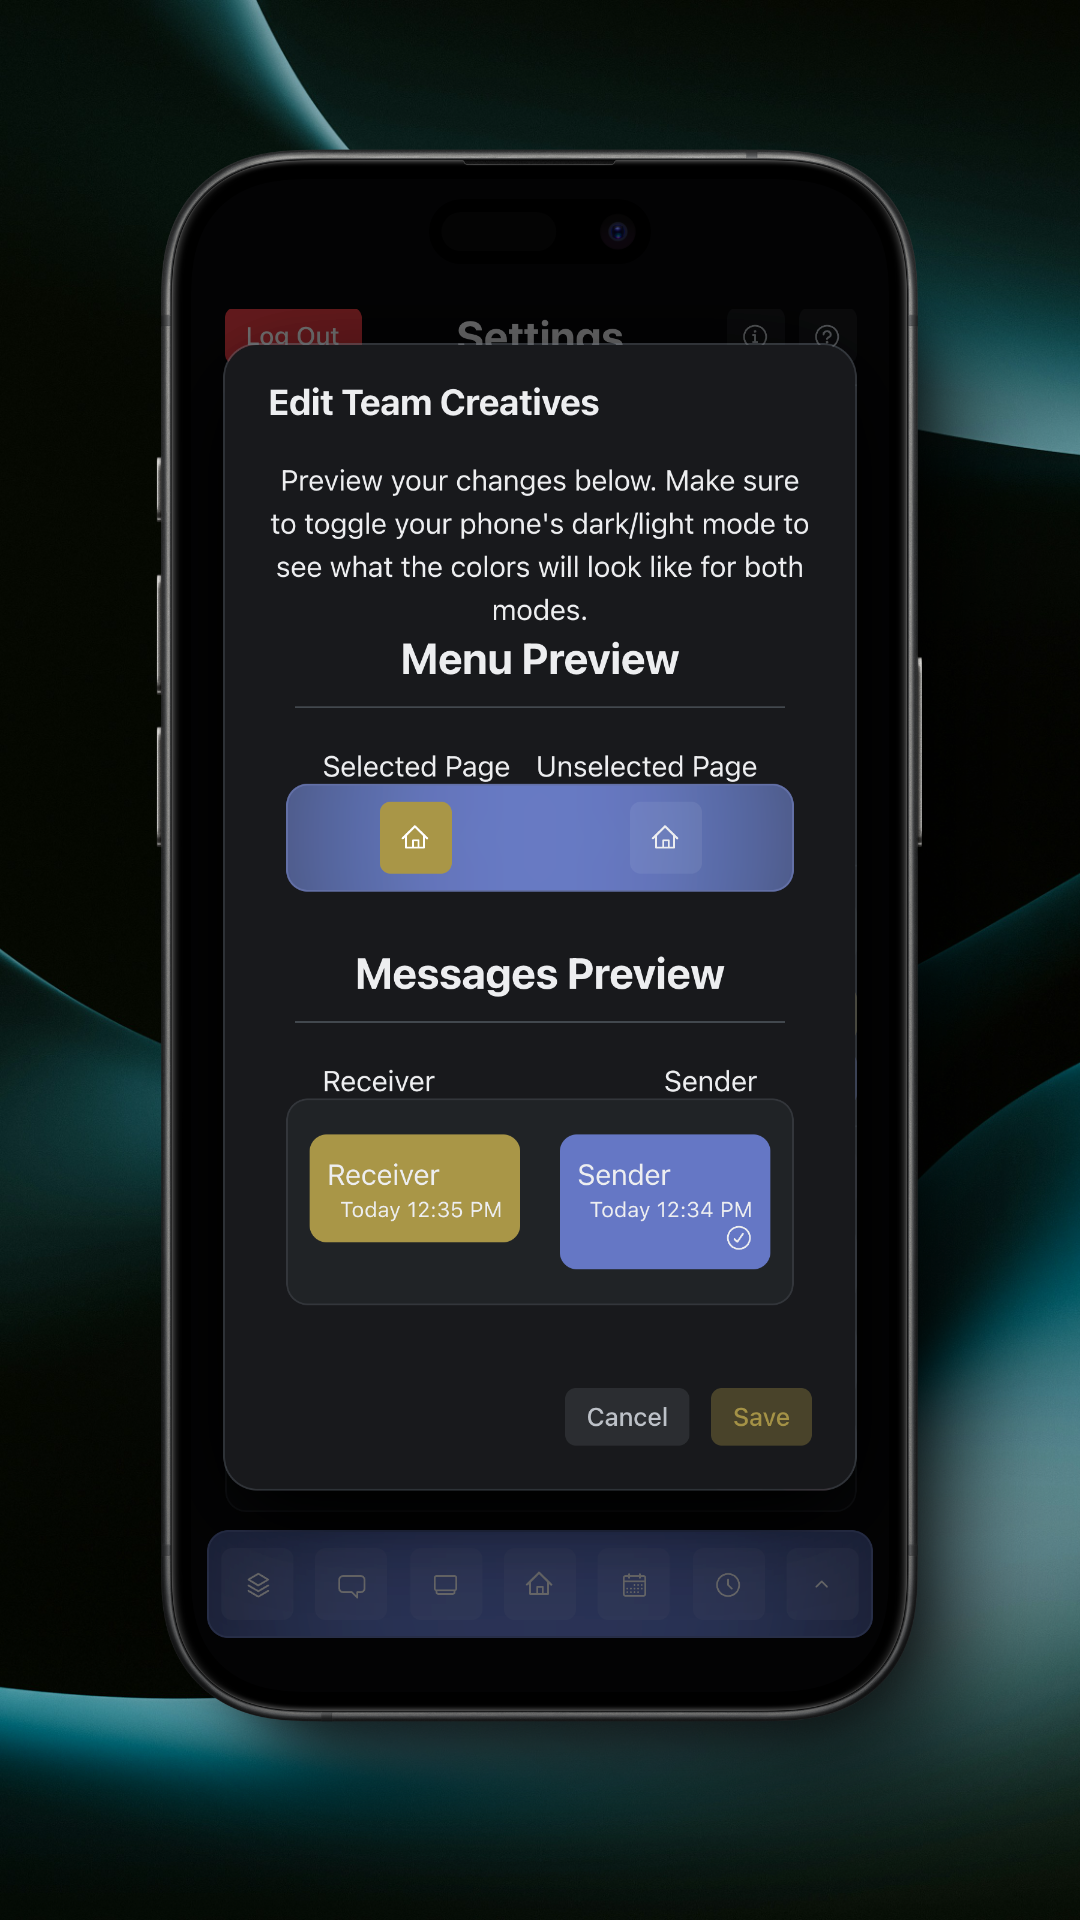 Log Out
Settings
Edit Team Creatives
Preview your changes below. Make sure
to toggle your phone's dark/light mode to
see what the colors will look like for both
modes.
Menu Preview
Selected Page
Unselected Page
Messages Preview
Receiver
Sender
Receiver
Today 12:35 PM
Sender
Today 12:34 PM
Cancel
Save